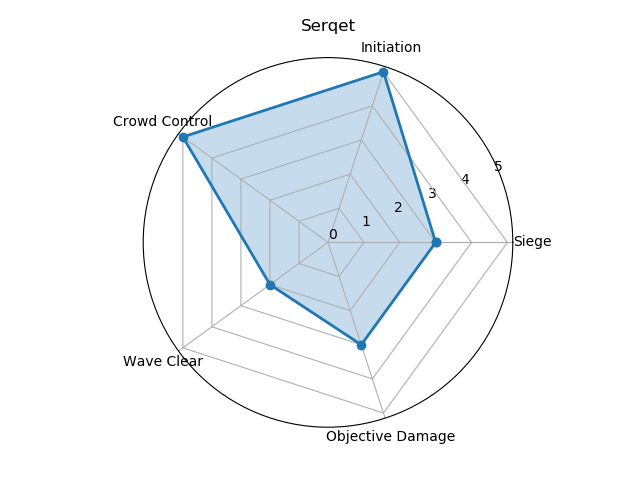 Serqet
Initiation
Crowd Control
5
4
3
2
1
0
Siege
Wave Clear
Objective Damage